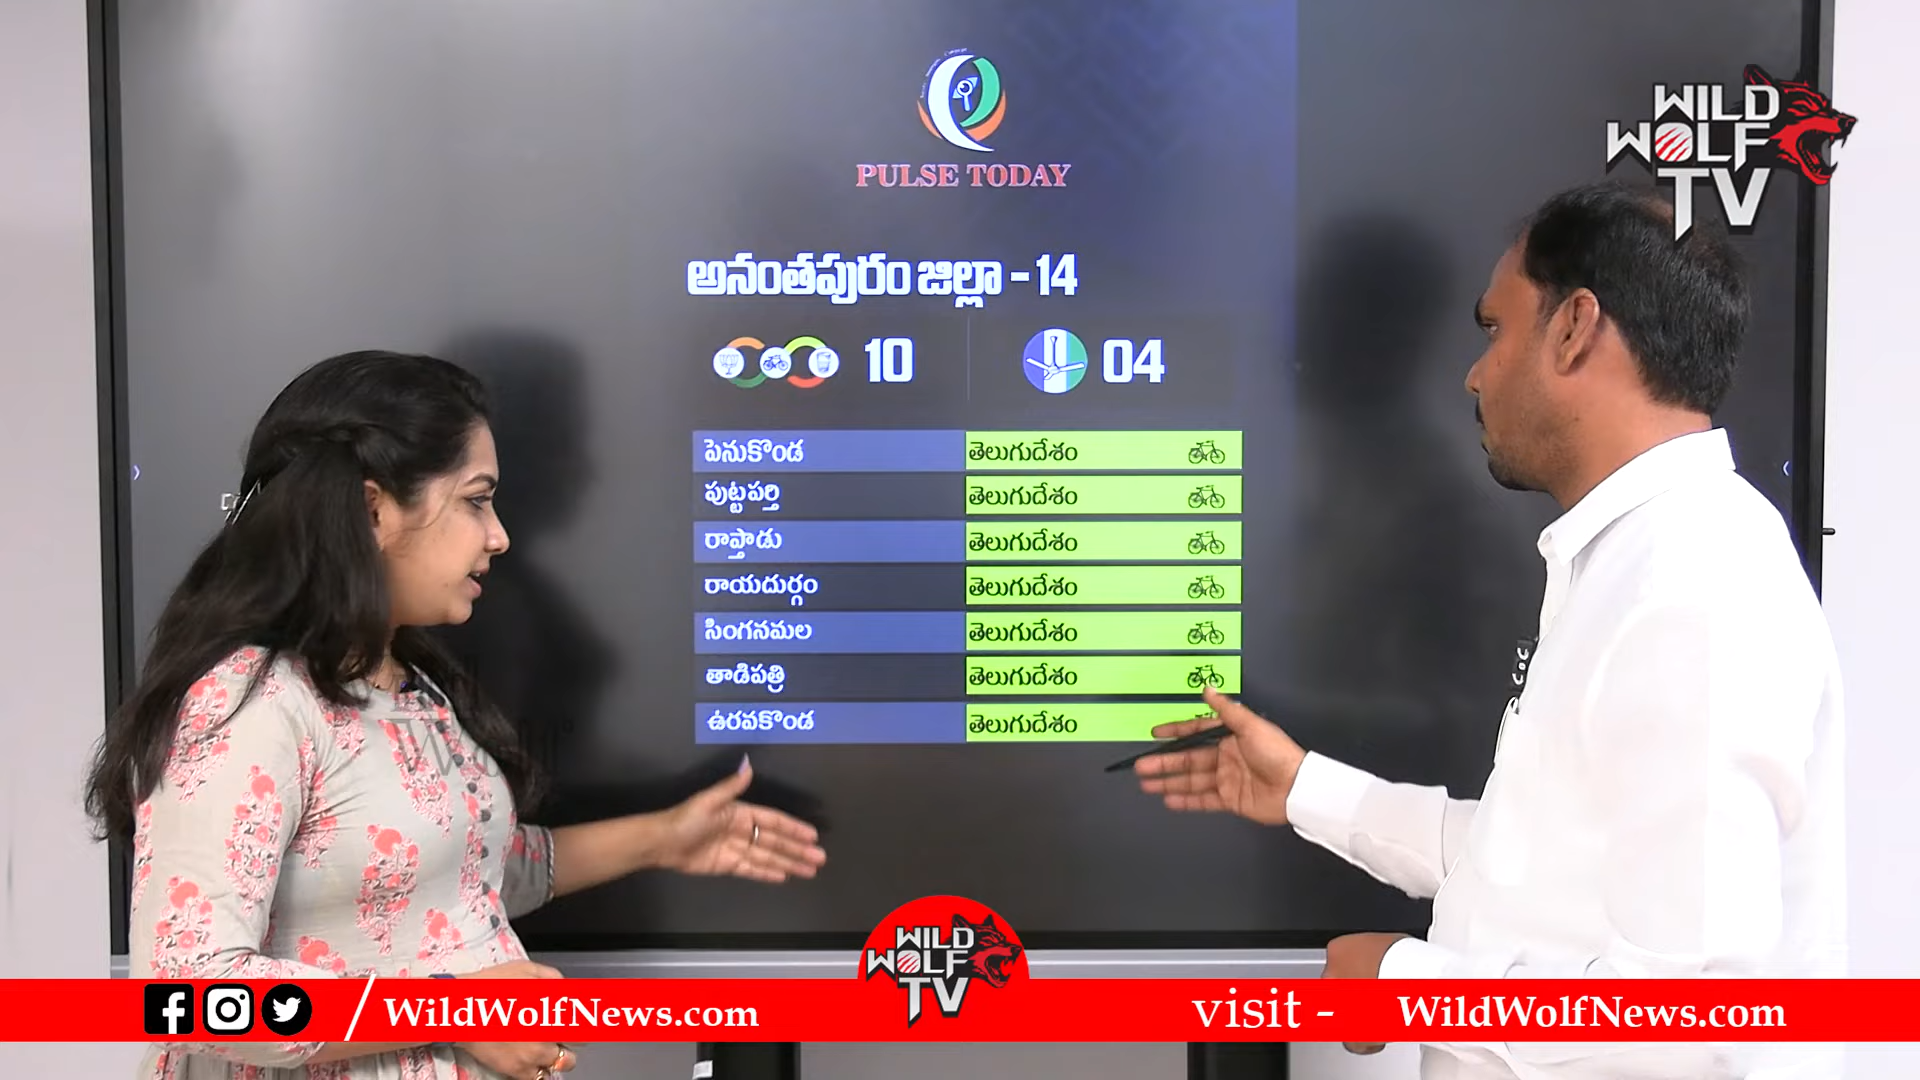 PULSE TODAY
WILD
WOLF
TV
అనంతపురం జిల్లా - 14
10
04
పెనుకొండ తెలుగుదేశం
పుట్టపర్తి తెలుగుదేశం
రాప్తాడు తెలుగుదేశం
రాయదుర్గం తెలుగుదేశం
సింగనమల తెలుగుదేశం
తాడిపత్రి తెలుగుదేశం
ఉరవకొండ తెలుగుదేశం
WILD
WOLF
TV
WildWolfNews.com
visit - WildWolfNews.com